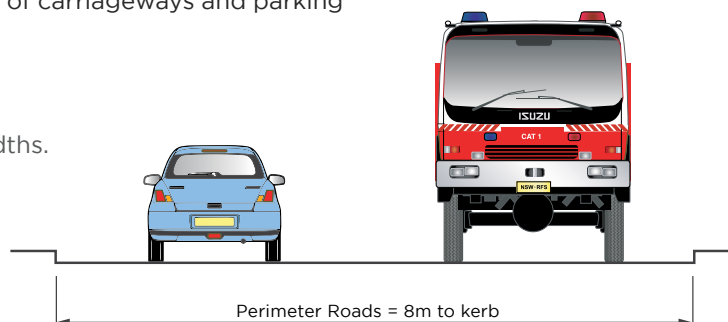 of carriageways and parking
dths.
ISUZU
CAT 1
NSW·RFS
Perimeter Roads = 8m to kerb